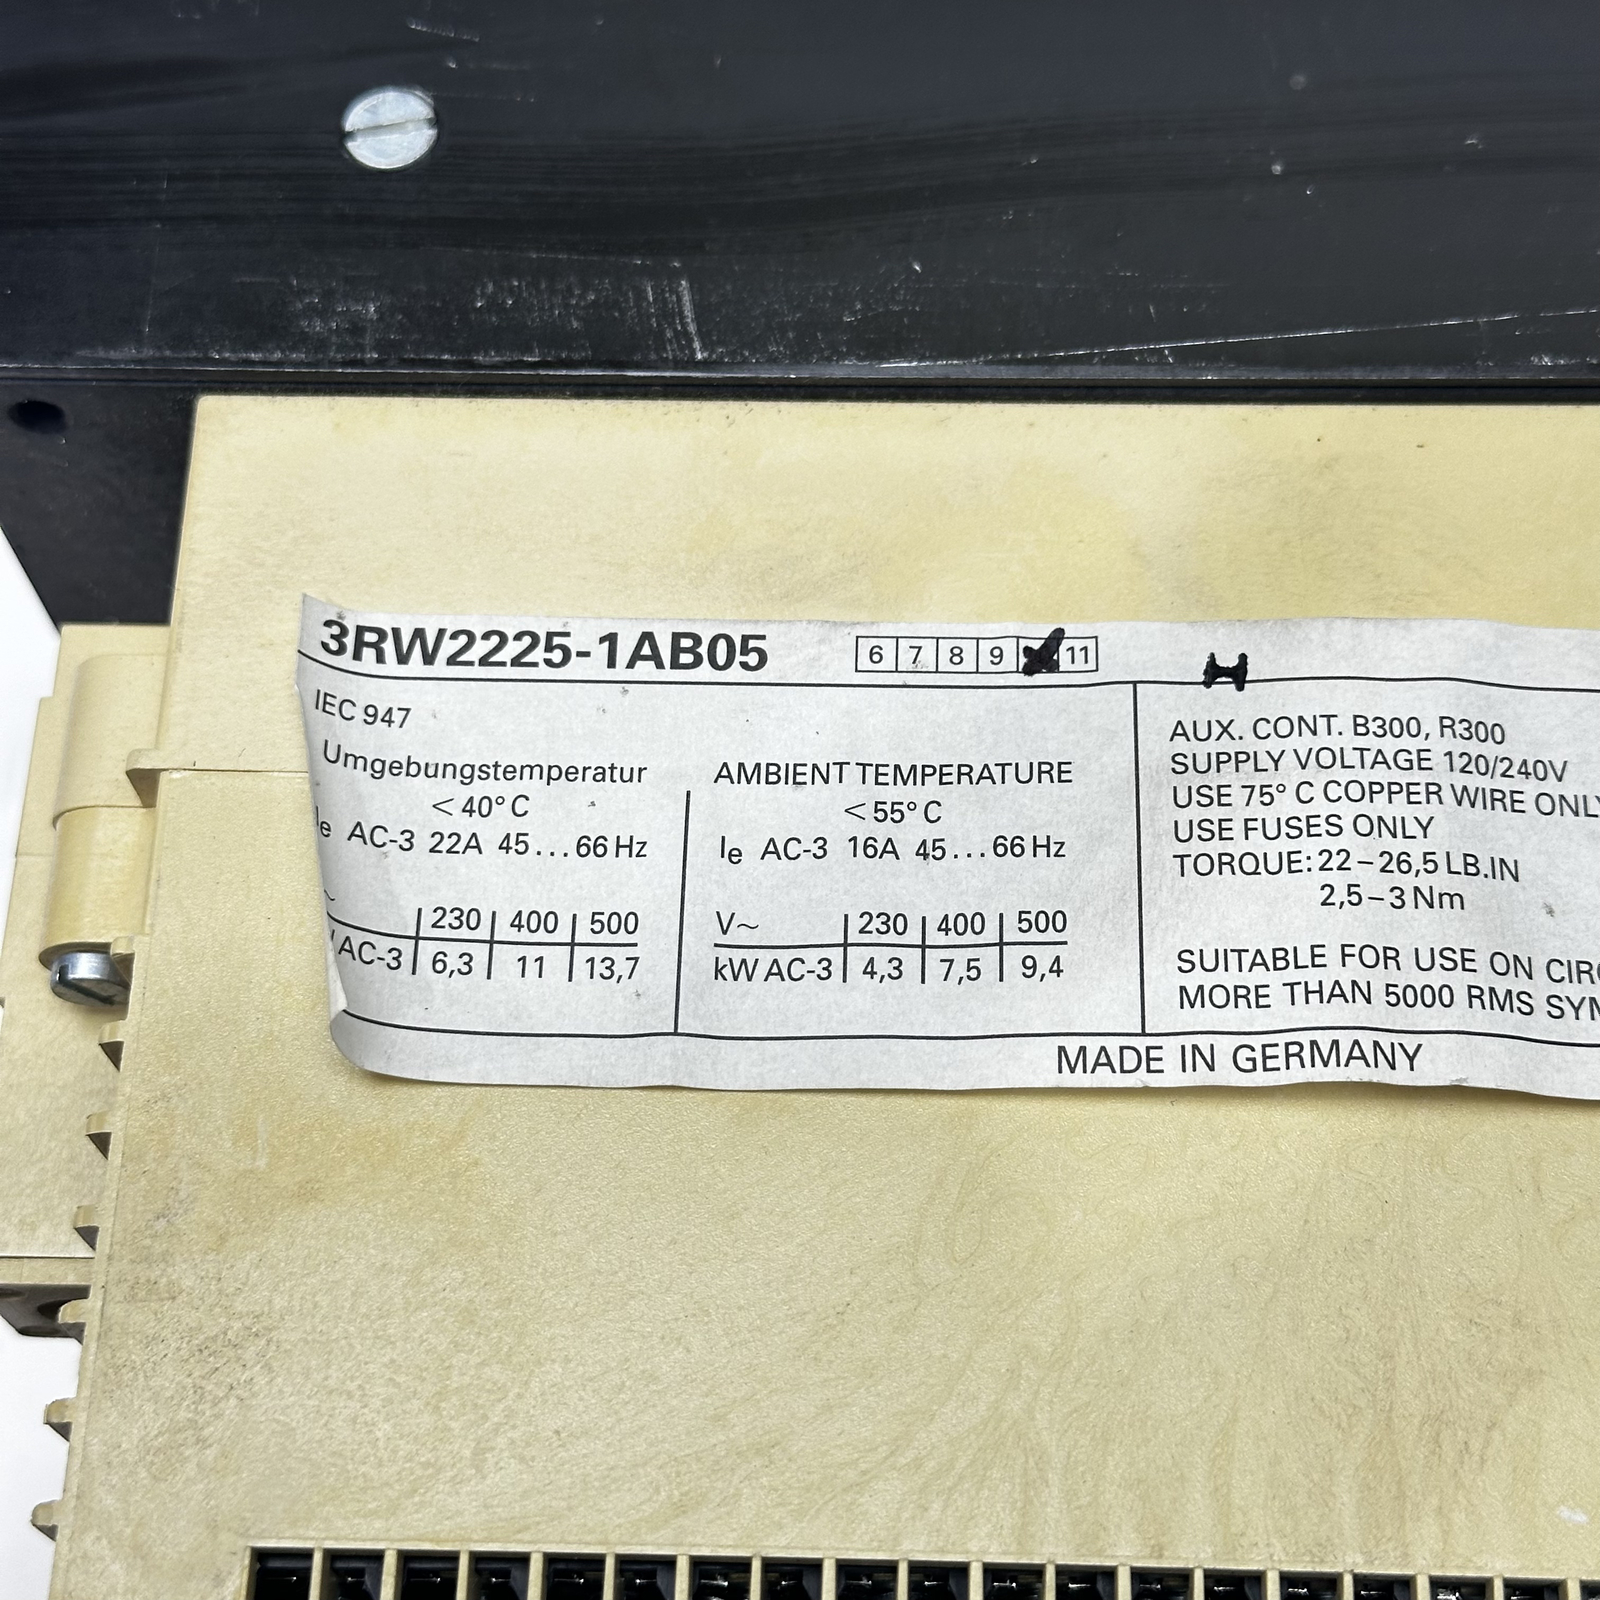 3RW2225-1AB05 6 7 8 9 11
IEC 947
Umgebungstemperatur
< 40° C
Ie AC-3 22A 45...66 Hz
~ 230 400 500
AC-3 6,3 11 13,7
AMBIENT TEMPERATURE
< 55° C
Ie AC-3 16A 45...66 Hz
V~ 230 400 500
kW AC-3 4,3 7,5 9,4
AUX. CONT. B300, R300
SUPPLY VOLTAGE 120/240V
USE 75° C COPPER WIRE ONLY
USE FUSES ONLY
TORQUE: 22–26,5 LB.IN
2,5–3 Nm
SUITABLE FOR USE ON
MORE THAN 5000 RMS
MADE IN GERMANY